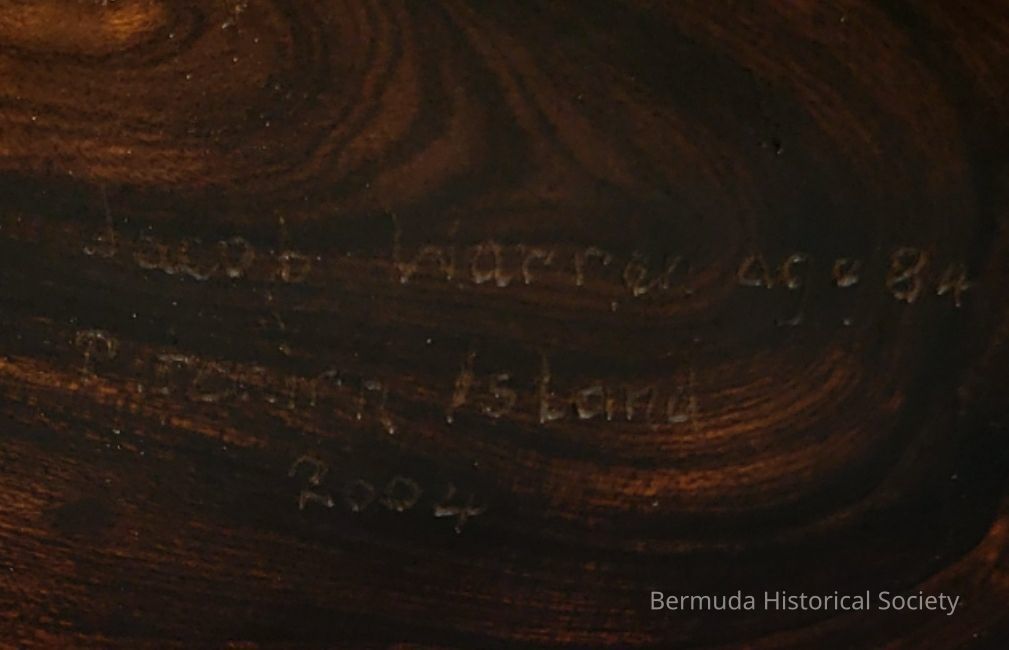 Jacob Warren age 84
Pitcairn Island
2004
Bermuda Historical Society